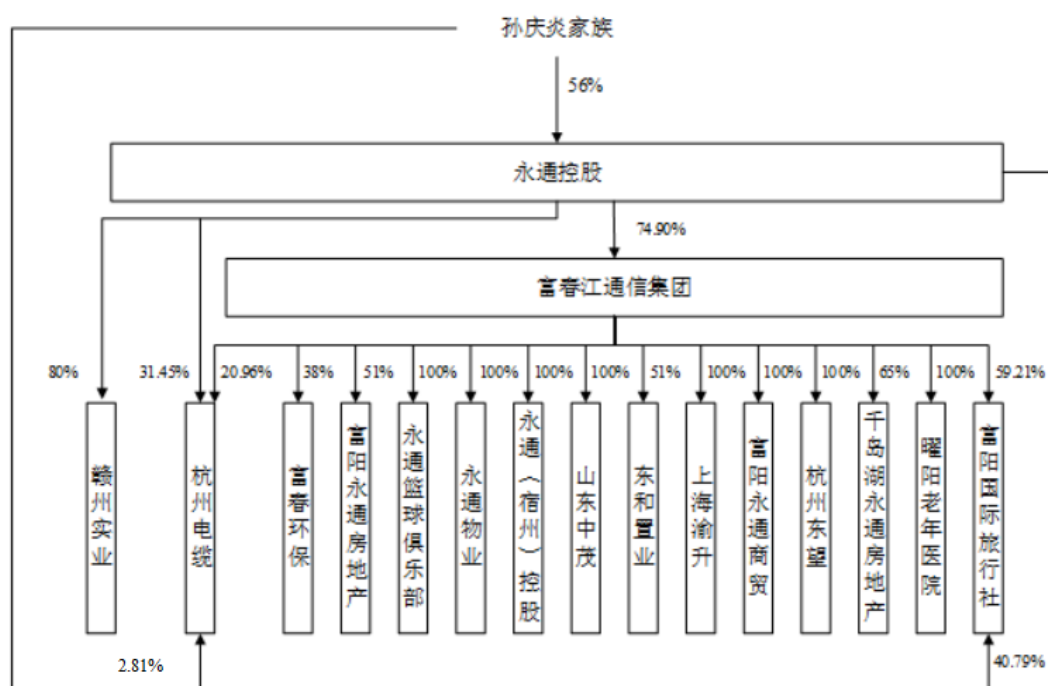 孙庆炎家族
56%
永通控股
74.90%
富春江通信集团
80%
31.45%
20.96%
38%
51%
100%
100%
100%
100%
51%
100%
100%
100%
65%
100%
59.21%
赣州实业
杭州电缆
富春环保
富阳永通房地产
永通篮球俱乐部
永通物业
永通（宿州）控股
山东中茂
东和置业
上海渝升
富阳永通商贸
杭州东望
千岛湖永通房地产
曜阳老年医院
富阳国际旅行社
2.81%
40.79%